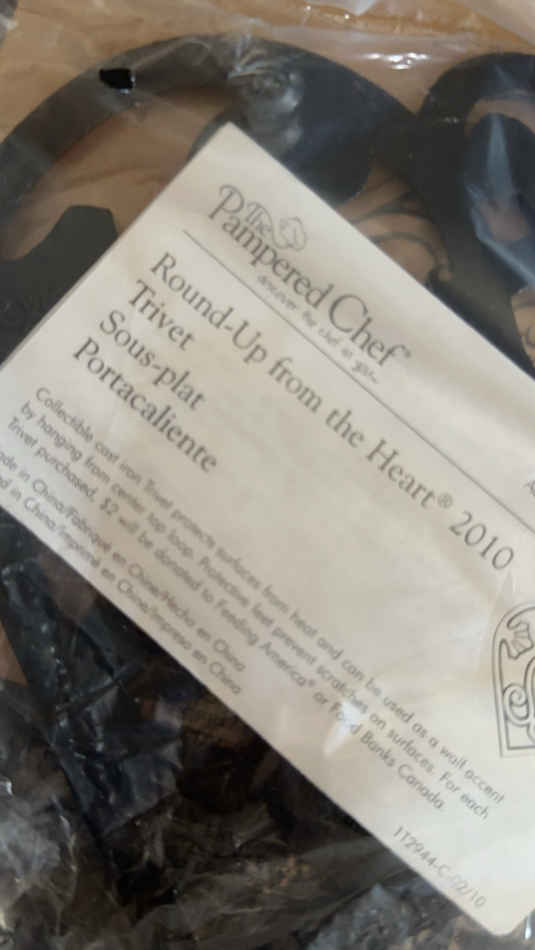 The
Pampered Chef®
discover the chef in you™
Round-Up from the Heart® 2010
Trivet
Sous-plat
Portacaliente
Collectible cast iron Trivet protects surfaces from heat and can be used as a wall accent
by hanging from center top loop. Protective feet prevent scratches on surfaces. For each
Trivet purchased, $2 will be donated to Feeding America® or Food Banks Canada.
in China/Fabriqué en Chine/Hecho en China
in China/Imprimé en Chine/Impreso en China
1T2944-C 02/10